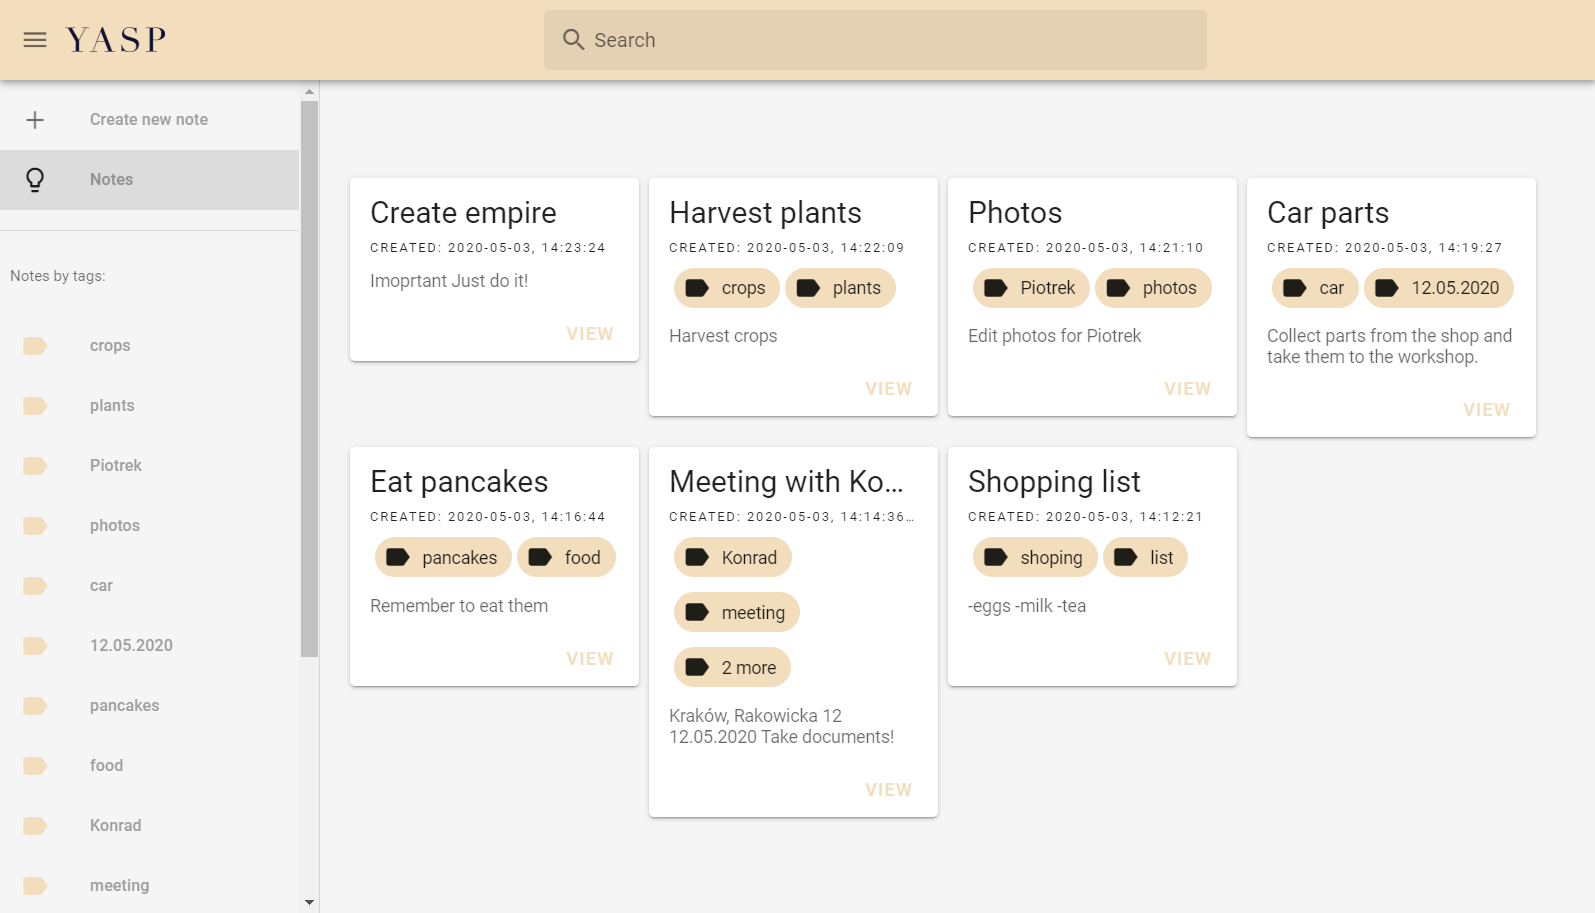 YASP
Search
Create new note
Notes
Notes by tags:
crops
plants
Piotrek
photos
car
12.05.2020
pancakes
food
Konrad
meeting
Create empire
CREATED: 2020-05-03, 14:23:24
Imoprtant Just do it!
VIEW
Harvest plants
CREATED: 2020-05-03, 14:22:09
crops plants
Harvest crops
VIEW
Photos
CREATED: 2020-05-03, 14:21:10
Piotrek photos
Edit photos for Piotrek
VIEW
Car parts
CREATED: 2020-05-03, 14:19:27
car 12.05.2020
Collect parts from the shop and
take them to the workshop.
VIEW
Eat pancakes
CREATED: 2020-05-03, 14:16:44
pancakes food
Remember to eat them
VIEW
Meeting with Ko...
CREATED: 2020-05-03, 14:14:36...
Konrad
meeting
2 more
Kraków, Rakowicka 12
12.05.2020 Take documents!
VIEW
Shopping list
CREATED: 2020-05-03, 14:12:21
shoping list
-eggs -milk -tea
VIEW